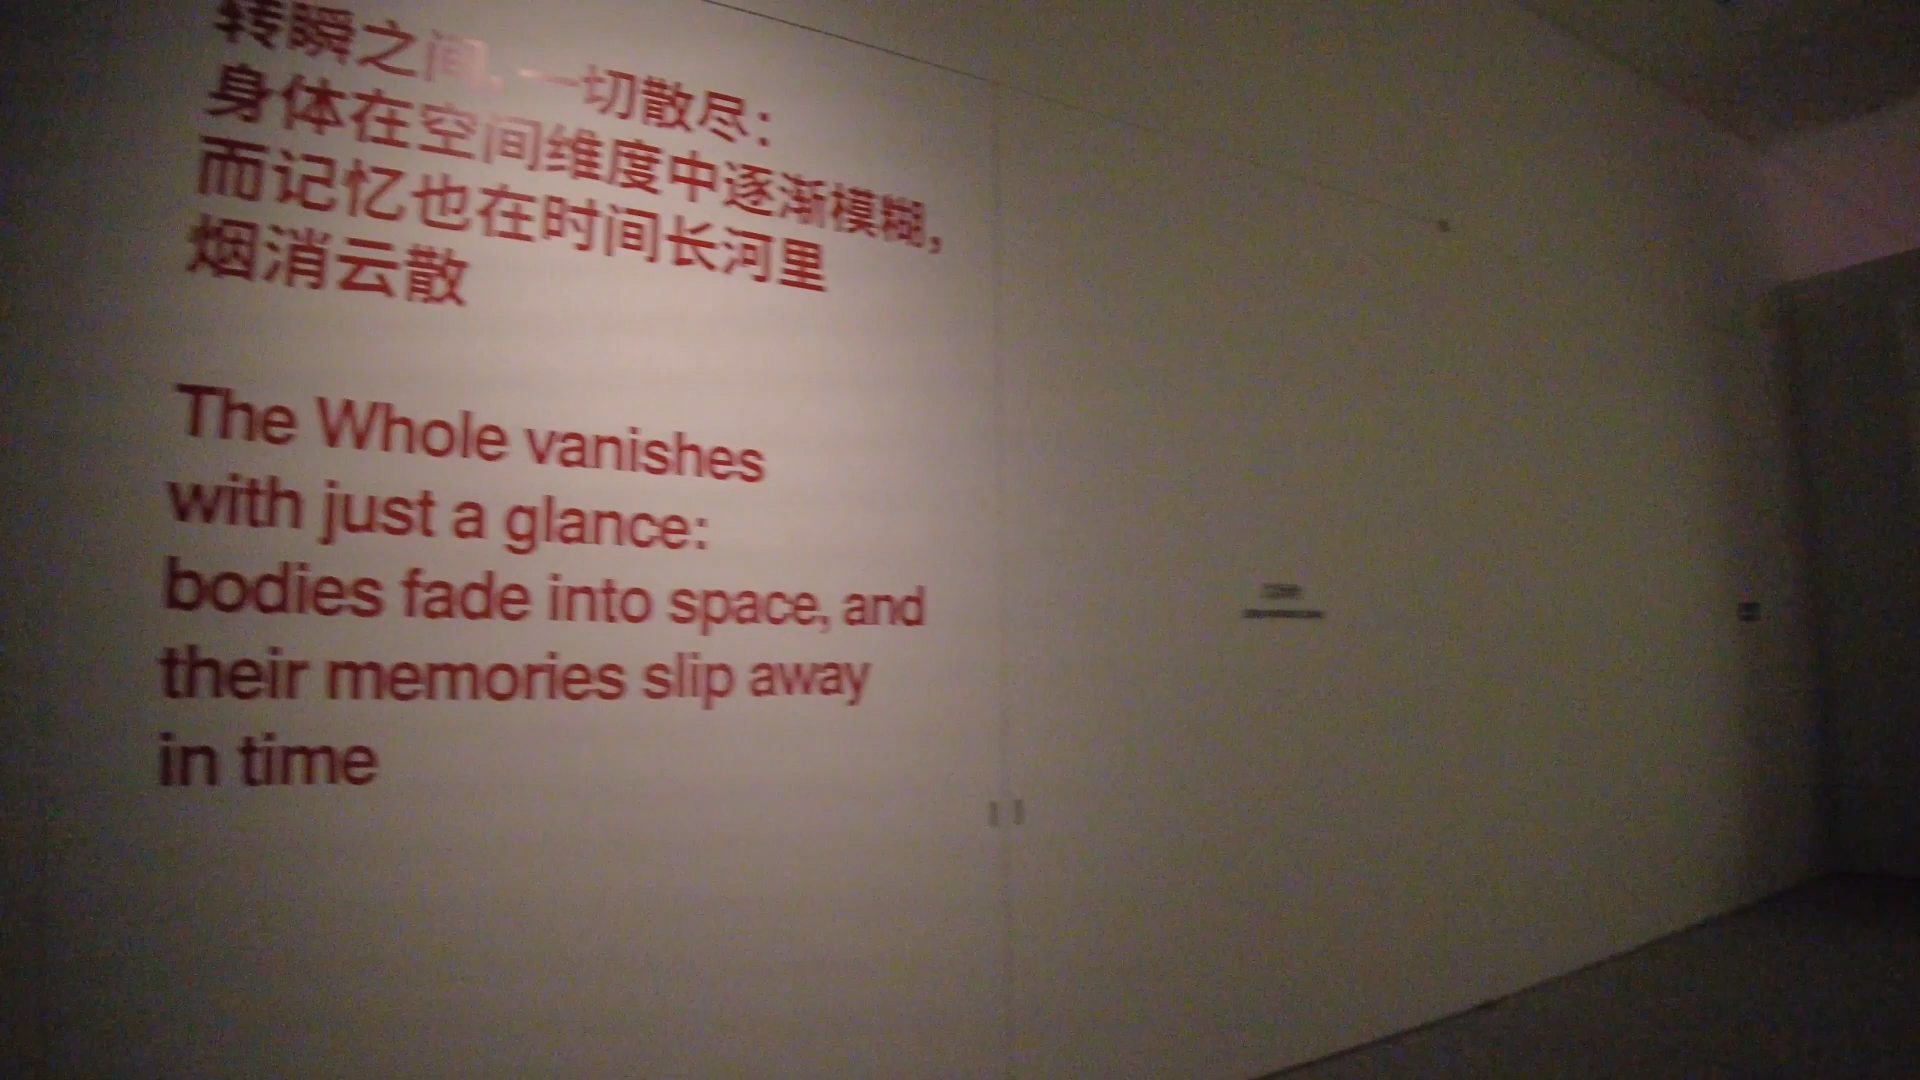 转瞬之间，一切散尽：
身体在空间维度中逐渐模糊，
而记忆也在时间长河里
烟消云散
The Whole vanishes
with just a glance:
bodies fade into space, and
their memories slip away
in time